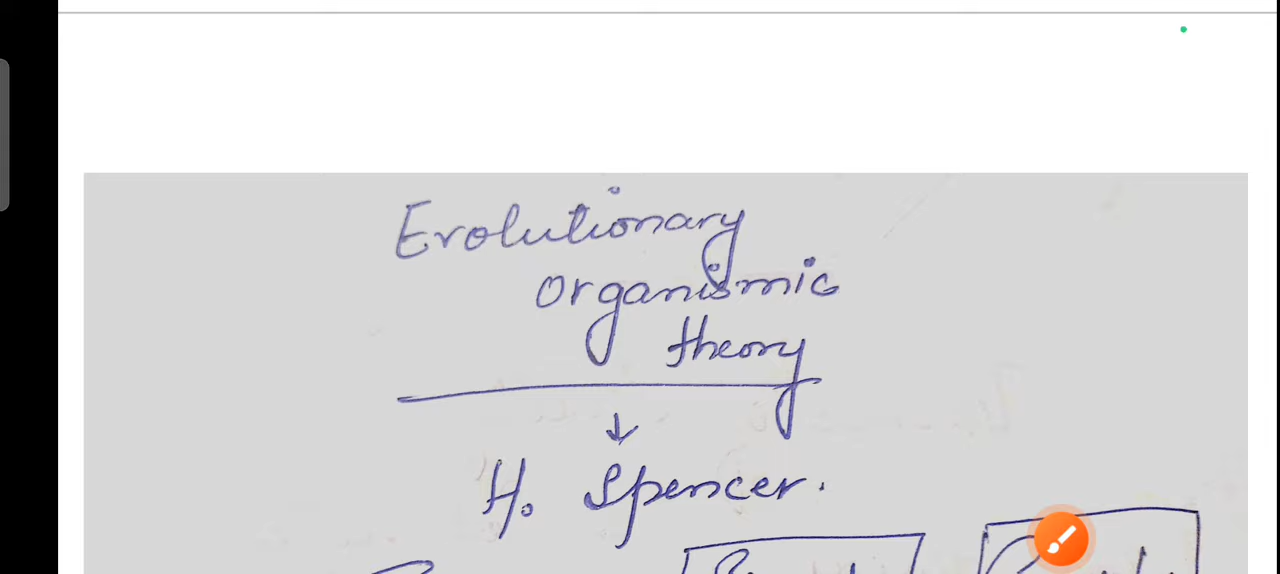 Evolutionary
organismic
theory
↓
H. Spencer.